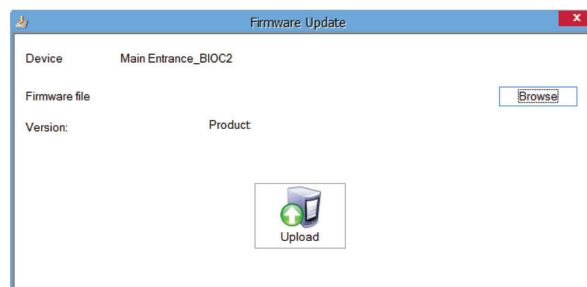 Firmware Update
X
Device Main Entrance_BIOC2
Firmware file Browse
Version: Product:
Upload